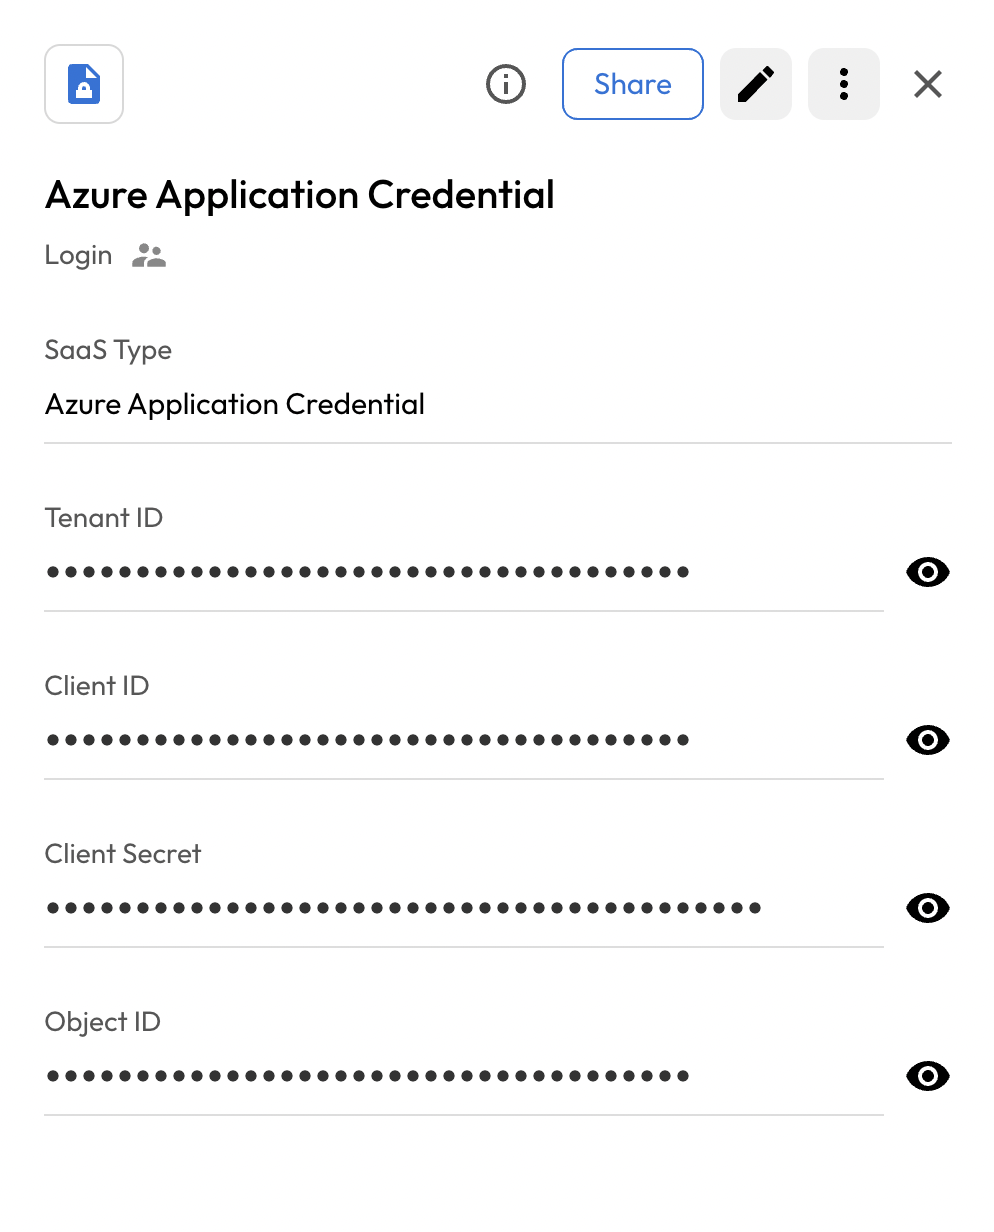 Share
Azure Application Credential
Login
SaaS Type
Azure Application Credential
Tenant ID
••••••••••••••••••••••••••••••••••••
Client ID
••••••••••••••••••••••••••••••••••••
Client Secret
••••••••••••••••••••••••••••••••••••••••
Object ID
••••••••••••••••••••••••••••••••••••